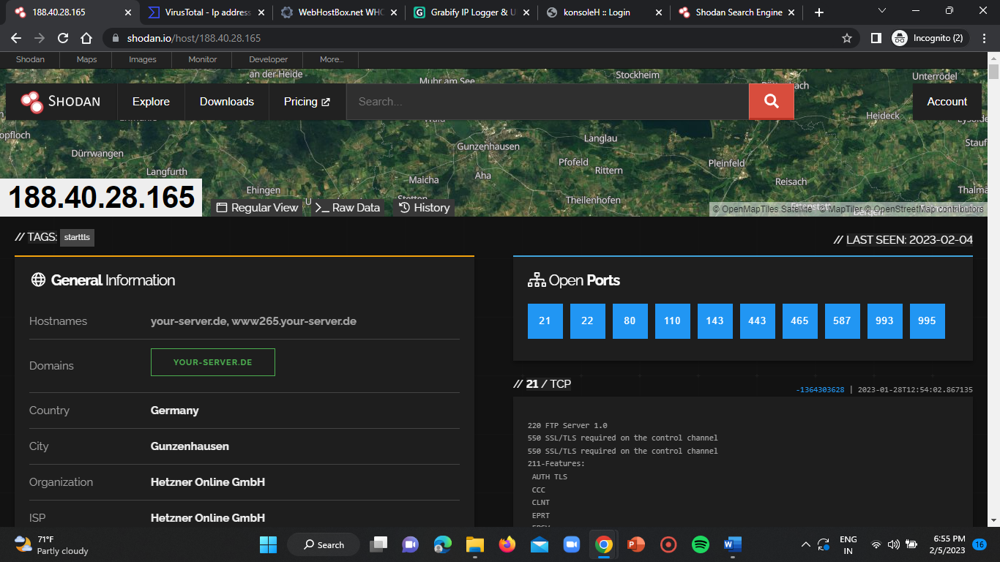 188.40.28.165
VirusTotal - Ip address
WebHostBox.net WHO
Grabify IP Logger & U
konsoleH :: Login
Shodan Search Engine
shodan.io/host/188.40.28.165
Incognito (2)
Shodan Maps Images Monitor Developer More...
an der Heide
Muhr am See
Stockheim
Unterrödel
SHODAN Explore Downloads Pricing Search... Account
Heideck
opfloch
Dürrwangen
Langfurth
Gunzenhausen
Langlau
Pfofeld
Rittern
Pleinfeld
Stauf
Ehingen
Maicha
Aha
Reisach
Thalmä
Theilenhofen
188.40.28.165
Regular View
Raw Data
History
© OpenMapTiles Satellite © MapTiler © OpenStreetMap contributors
// TAGS: starttls
// LAST SEEN: 2023-02-04
General Information
Hostnames your-server.de, www265.your-server.de
Domains YOUR-SERVER.DE
Country Germany
City Gunzenhausen
Organization Hetzner Online GmbH
ISP Hetzner Online GmbH
Open Ports
21 22 80 110 143 443 465 587 993 995
// 21 / TCP
-1364303628 | 2023-01-28T12:54:02.867135
220 FTP Server 1.0
550 SSL/TLS required on the control channel
550 SSL/TLS required on the control channel
211-Features:
AUTH TLS
CCC
CLNT
EPRT
71°F
Partly cloudy
Search
ENG
IN
6:55 PM
2/5/2023
16